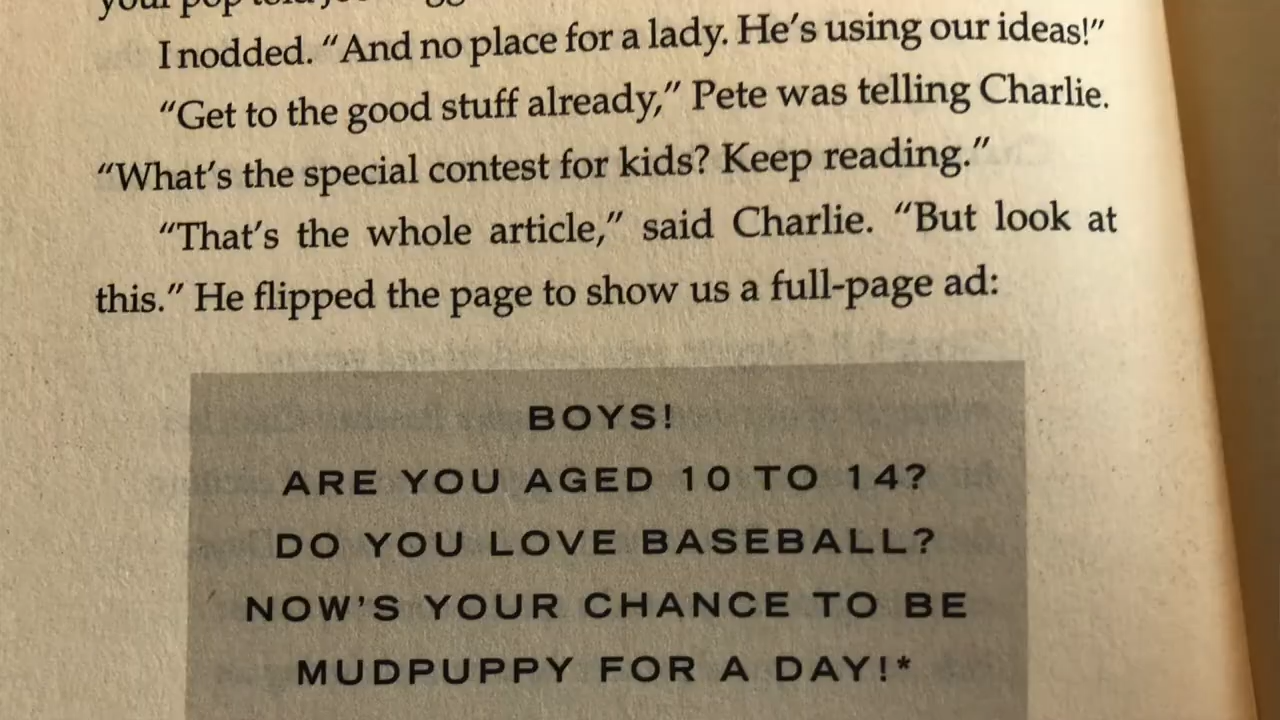 your pop told
I nodded. “And no place for a lady. He’s using our ideas!”
“Get to the good stuff already,” Pete was telling Charlie.
“What’s the special contest for kids? Keep reading.”
“That’s the whole article,” said Charlie. “But look at
this.” He flipped the page to show us a full-page ad:
BOYS!
ARE YOU AGED 10 TO 14?
DO YOU LOVE BASEBALL?
NOW’S YOUR CHANCE TO BE
MUDPUPPY FOR A DAY!*